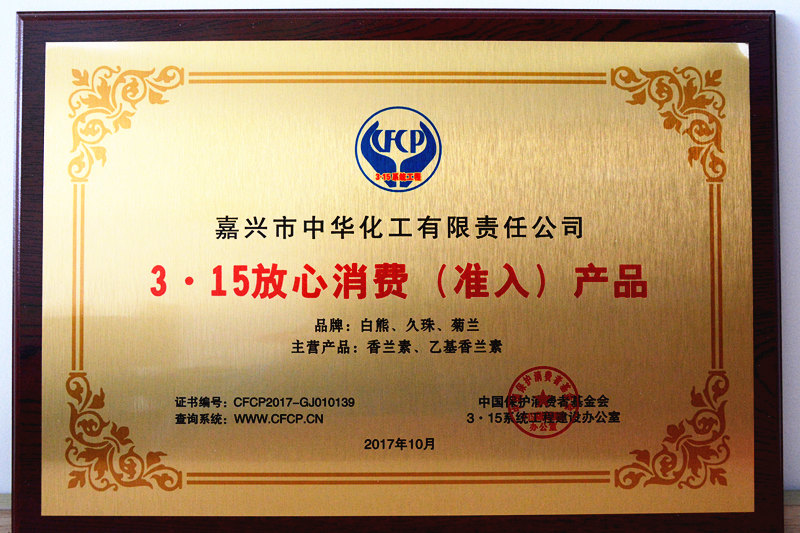 CFCP
3·15系统工程
嘉兴市中华化工有限责任公司
3·15放心消费（准入）产品
品牌：白熊、久珠、菊兰
主营产品：香兰素、乙基香兰素
证书编号：CFCP2017-GJ010139
查询系统：WWW.CFCP.CN
中国保护消费者基金会
3·15系统工程建设办公室
2017年10月